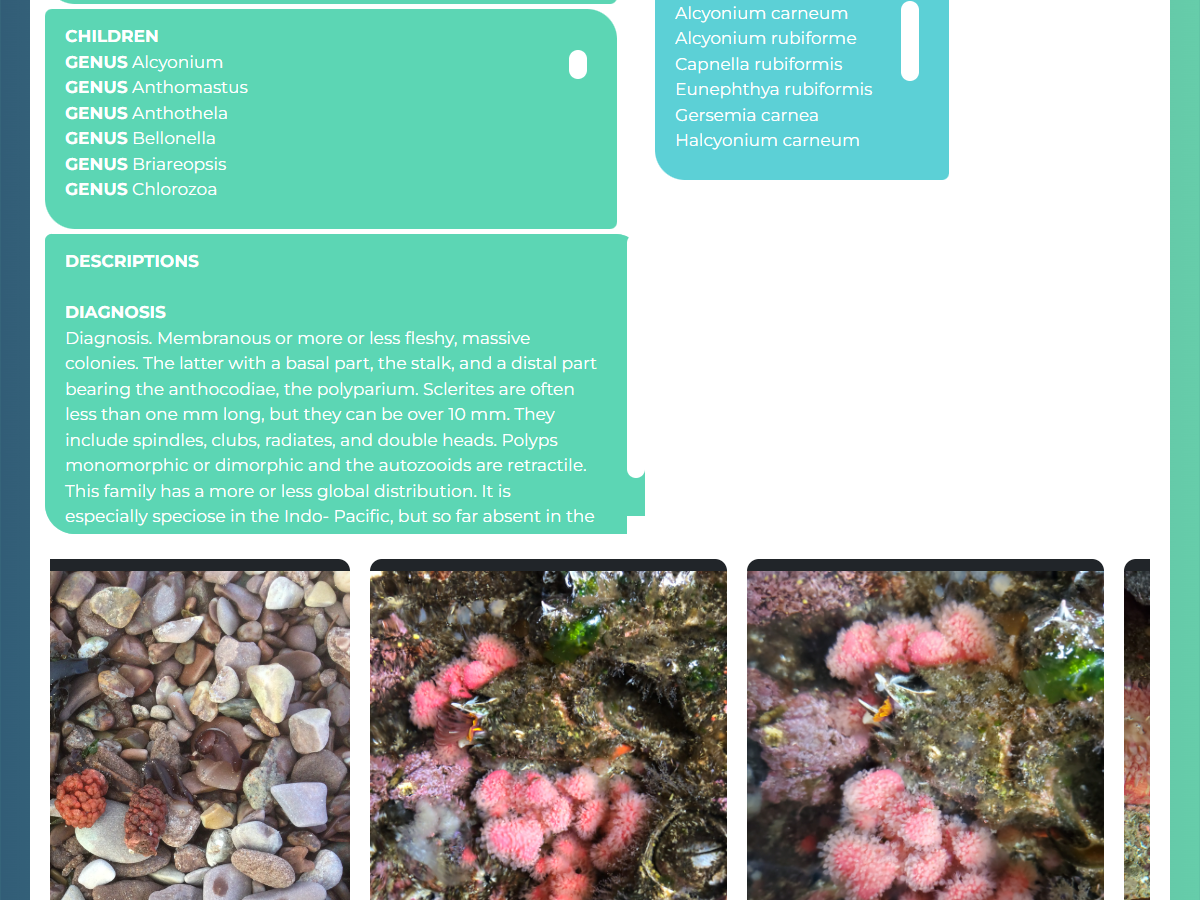 CHILDREN
GENUS Alcyonium
GENUS Anthomastus
GENUS Anthothela
GENUS Bellonella
GENUS Briareopsis
GENUS Chlorozoa
Alcyonium carneum
Alcyonium rubiforme
Capnella rubiformis
Eunephthya rubiformis
Gersemia carnea
Halcyonium carneum
DESCRIPTIONS
DIAGNOSIS
Diagnosis. Membranous or more or less fleshy, massive
colonies. The latter with a basal part, the stalk, and a distal part
bearing the anthocodiae, the polyparium. Sclerites are often
less than one mm long, but they can be over 10 mm. They
include spindles, clubs, radiates, and double heads. Polyps
monomorphic or dimorphic and the autozooids are retractile.
This family has a more or less global distribution. It is
especially speciose in the Indo- Pacific, but so far absent in the